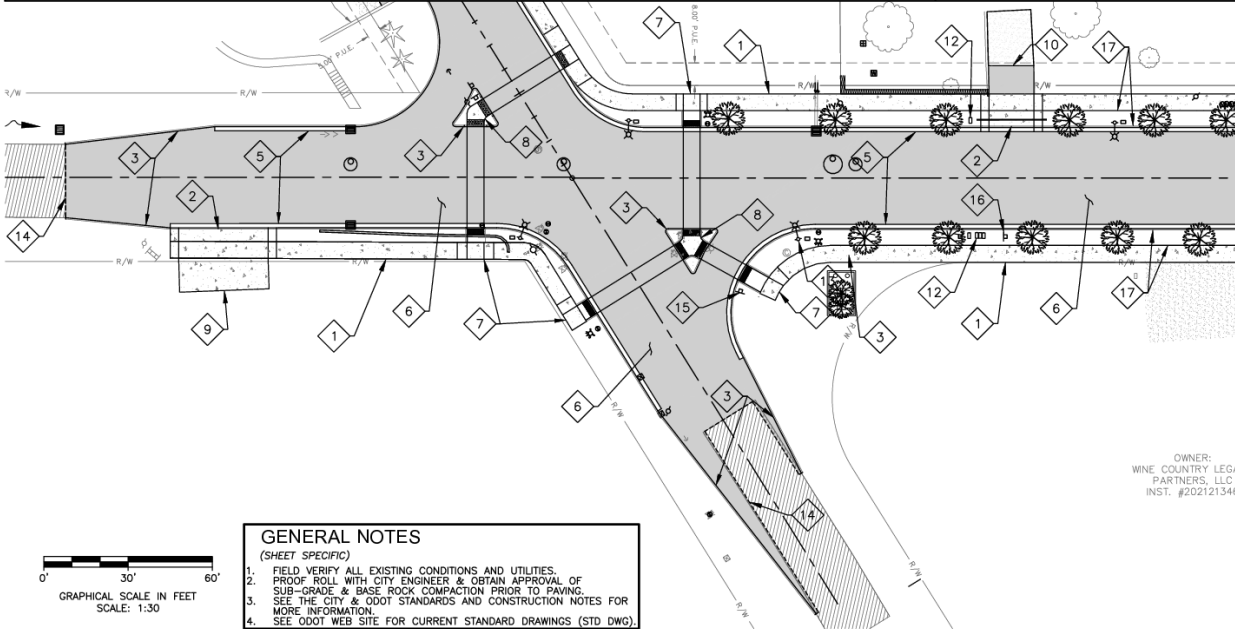 8.00' P.U.E.
5.00' P.U.E.
7
1
12
10
17
R/W
R/W
R/W
R/W
3
5
3
8
5
2
2
3
8
16
14
R/W
R/W
R/W
9
1
6
7
15
1
7
12
1
6
17
3
R/W
6
3
R/W
R/W
14
R/W
R/W
OWNER:
WINE COUNTRY LEGA
PARTNERS, LLC
INST. #202121346
0' 30' 60'
GRAPHICAL SCALE IN FEET
SCALE: 1:30
GENERAL NOTES
(SHEET SPECIFIC)
1. FIELD VERIFY ALL EXISTING CONDITIONS AND UTILITIES.
2. PROOF ROLL WITH CITY ENGINEER & OBTAIN APPROVAL OF
SUB-GRADE & BASE ROCK COMPACTION PRIOR TO PAVING.
3. SEE THE CITY & ODOT STANDARDS AND CONSTRUCTION NOTES FOR
MORE INFORMATION.
4. SEE ODOT WEB SITE FOR CURRENT STANDARD DRAWINGS (STD DWG).